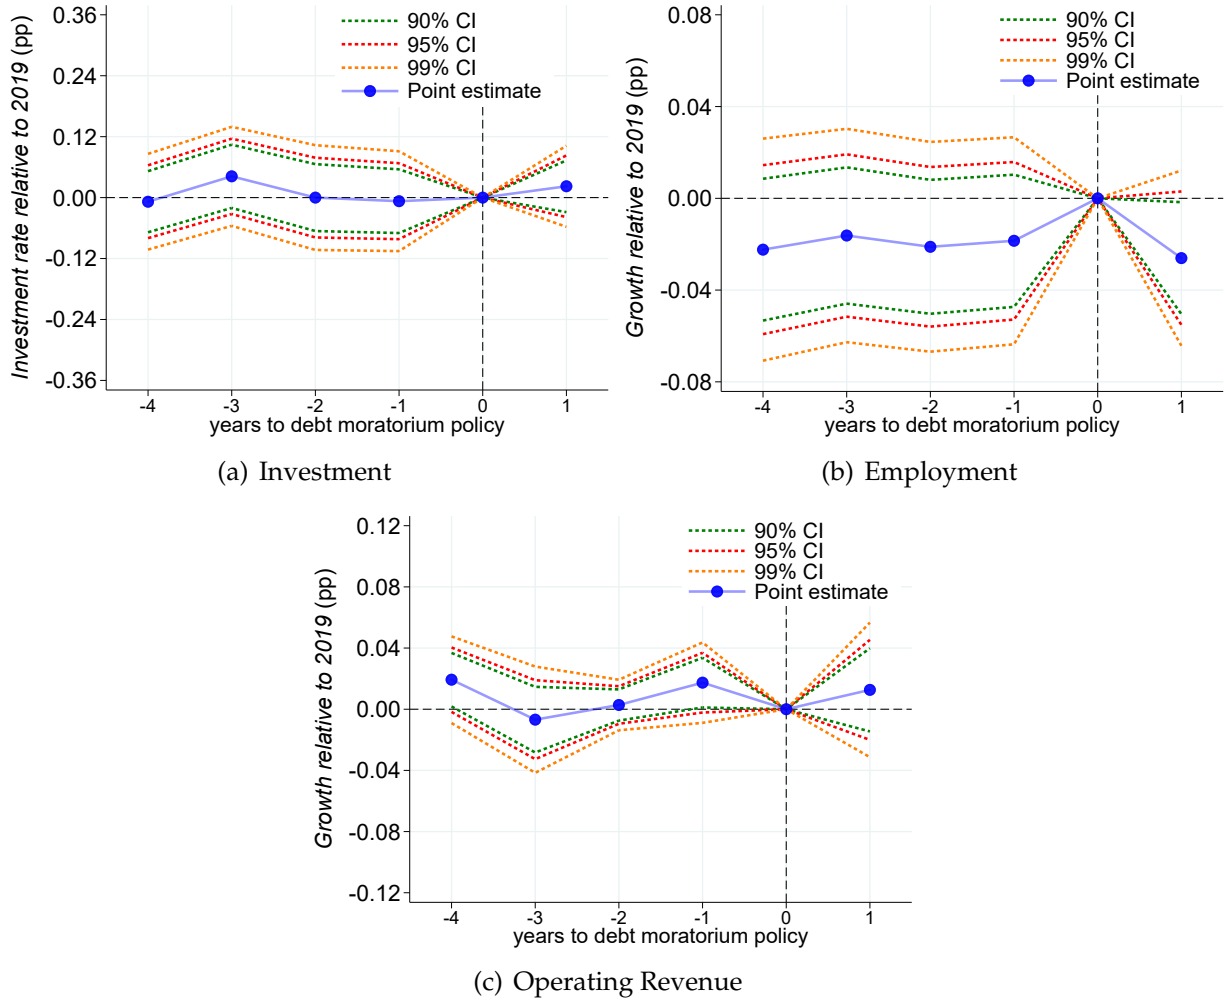 0.36
0.24
0.12
0.00
-0.12
-0.24
-0.36
Investment rate relative to 2019 (pp)
90% CI
95% CI
99% CI
Point estimate
-4 -3 -2 -1 0 1
years to debt moratorium policy
(a) Investment
0.08
0.04
0.00
-0.04
-0.08
Growth relative to 2019 (pp)
90% CI
95% CI
99% CI
Point estimate
-4 -3 -2 -1 0 1
years to debt moratorium policy
(b) Employment
0.12
0.08
0.04
0.00
-0.04
-0.08
-0.12
Growth relative to 2019 (pp)
90% CI
95% CI
99% CI
Point estimate
-4 -3 -2 -1 0 1
years to debt moratorium policy
(c) Operating Revenue